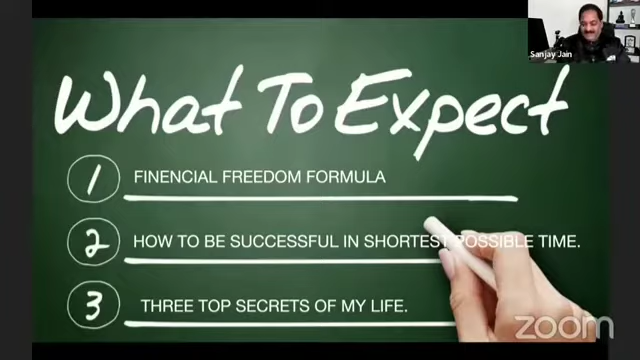 Sanjay Jain
What To Expect
1 FINENCIAL FREEDOM FORMULA
2 HOW TO BE SUCCESSFUL IN SHORTEST POSSIBLE TIME.
3 THREE TOP SECRETS OF MY LIFE.
zoom